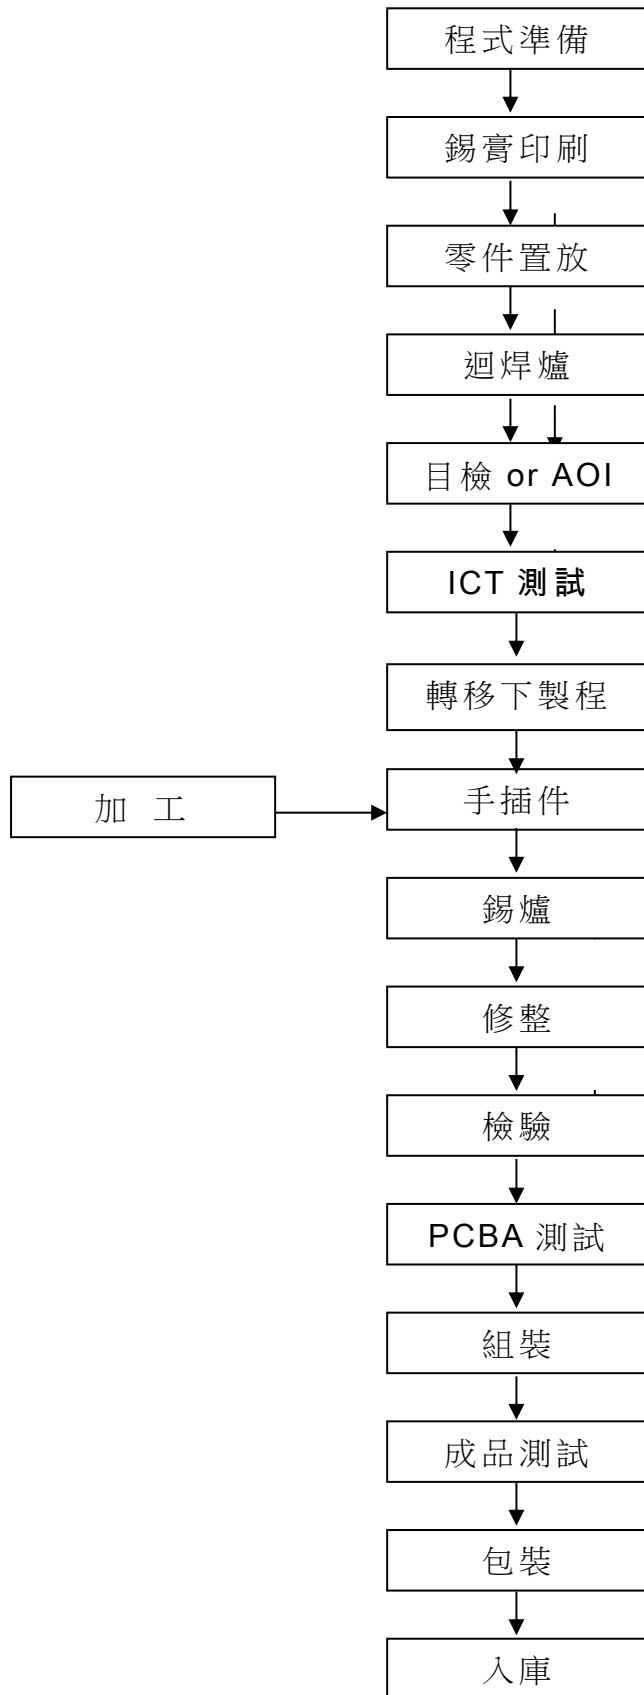 程式準備
錫膏印刷
零件置放
迴焊爐
目檢 or AOI
ICT 測試
轉移下製程
加 工
手插件
錫爐
修整
檢驗
PCBA 測試
組裝
成品測試
包裝
入庫